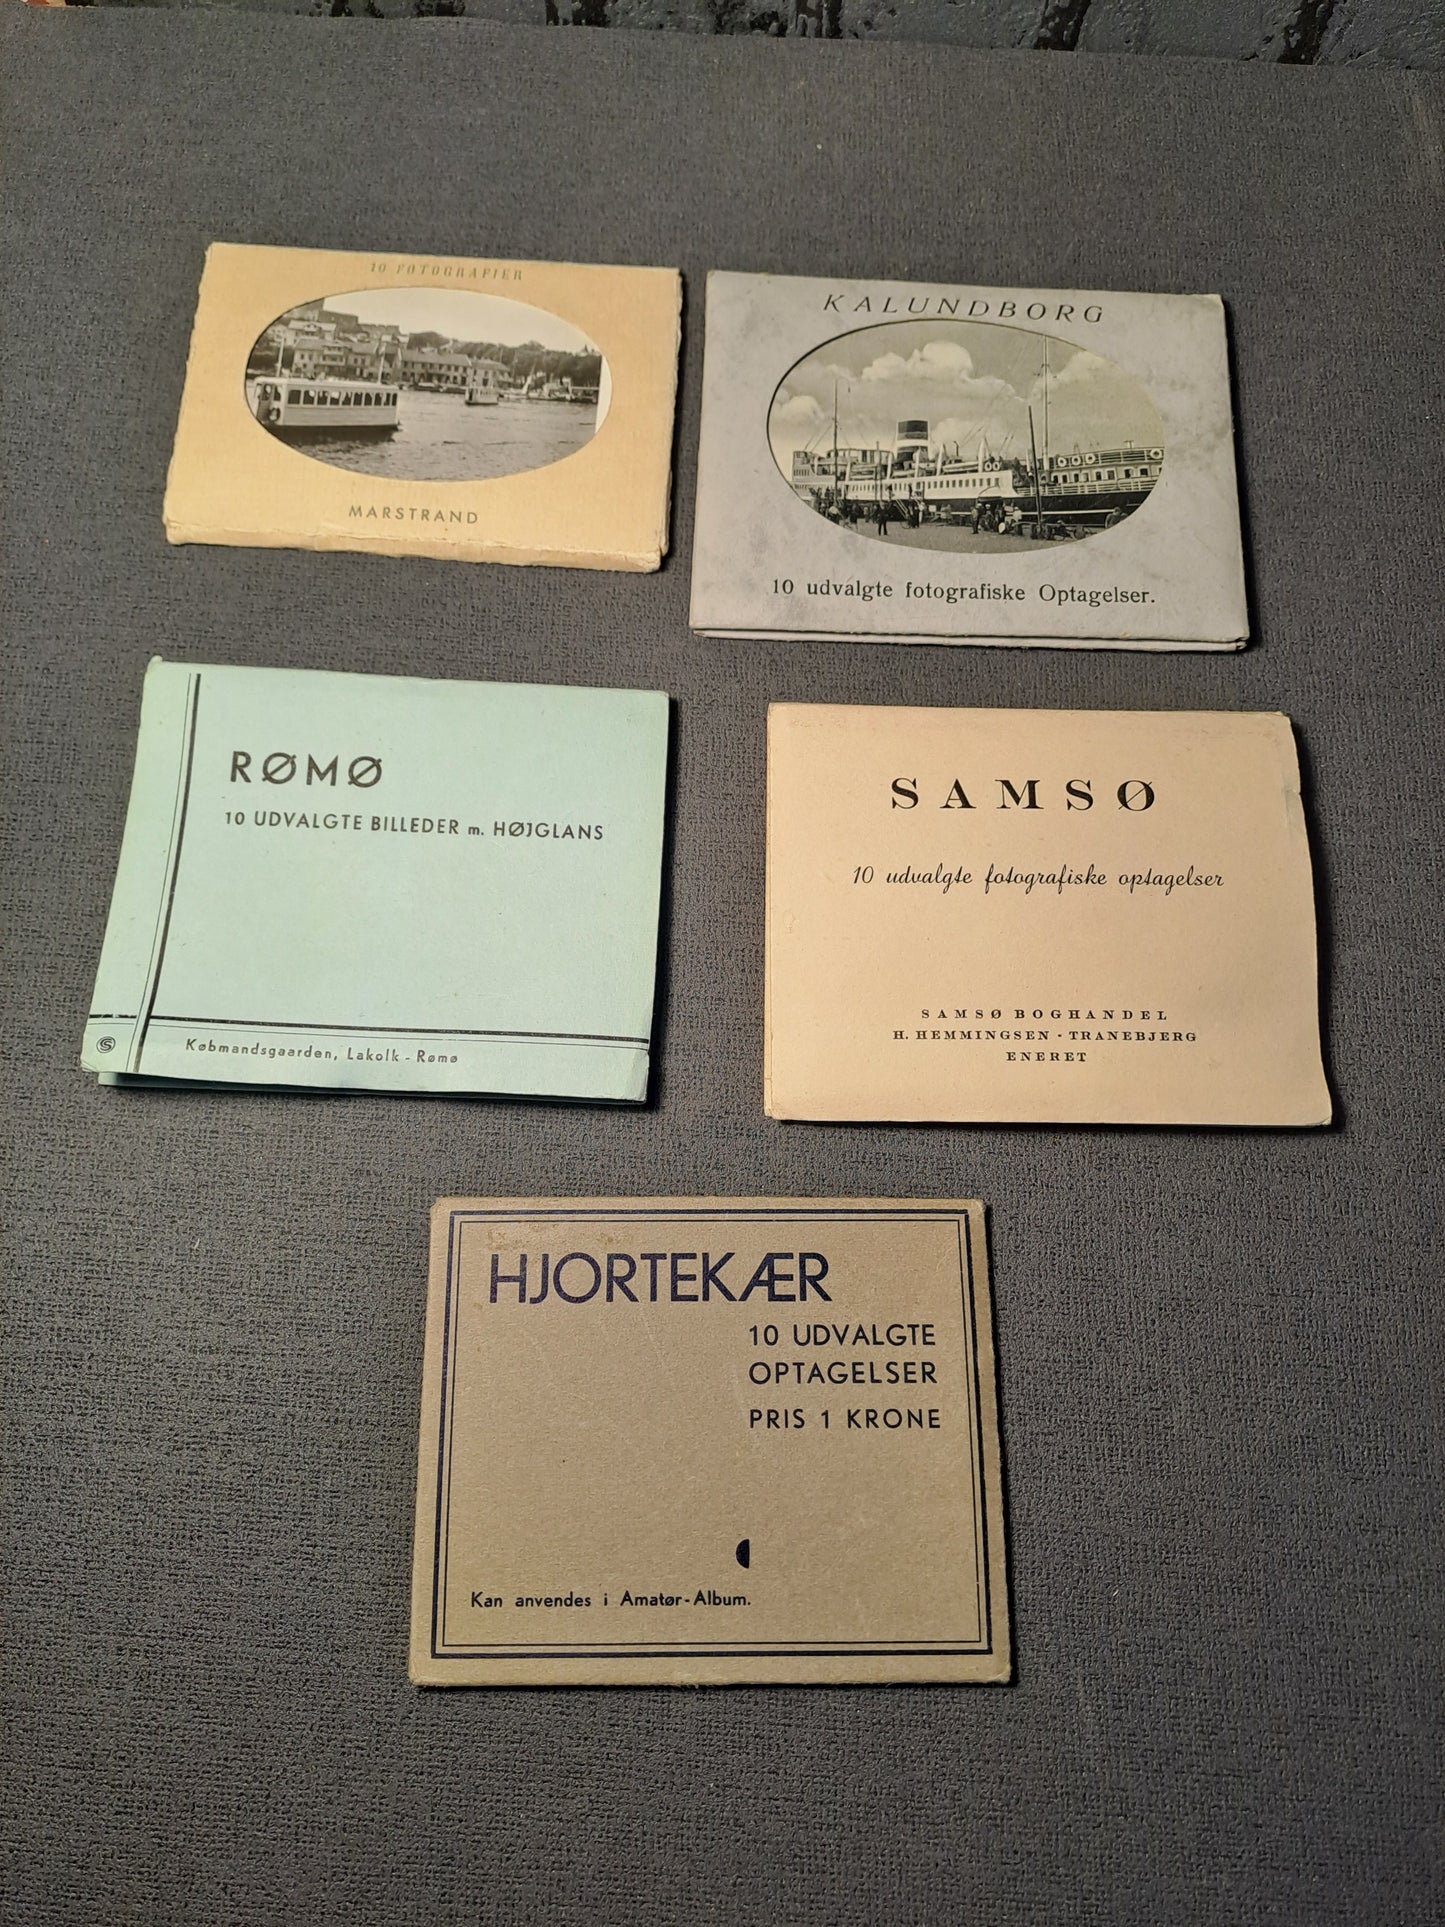 10 FOTOGRAFIER
MARSTRAND
KALUNDBORG
10 udvalgte fotografiske Optagelser.
RØMØ
10 UDVALGTE BILLEDER m. HØJGLANS
Købmandsgaarden, Lakolk - Rømø
SAMSØ
10 udvalgte fotografiske optagelser
SAMSØ BOGHANDEL
H. HEMMINGSEN - TRANEBJERG
ENERET
HJORTEKÆR
10 UDVALGTE
OPTAGELSER
PRIS 1 KRONE
Kan anvendes i Amatør-Album.